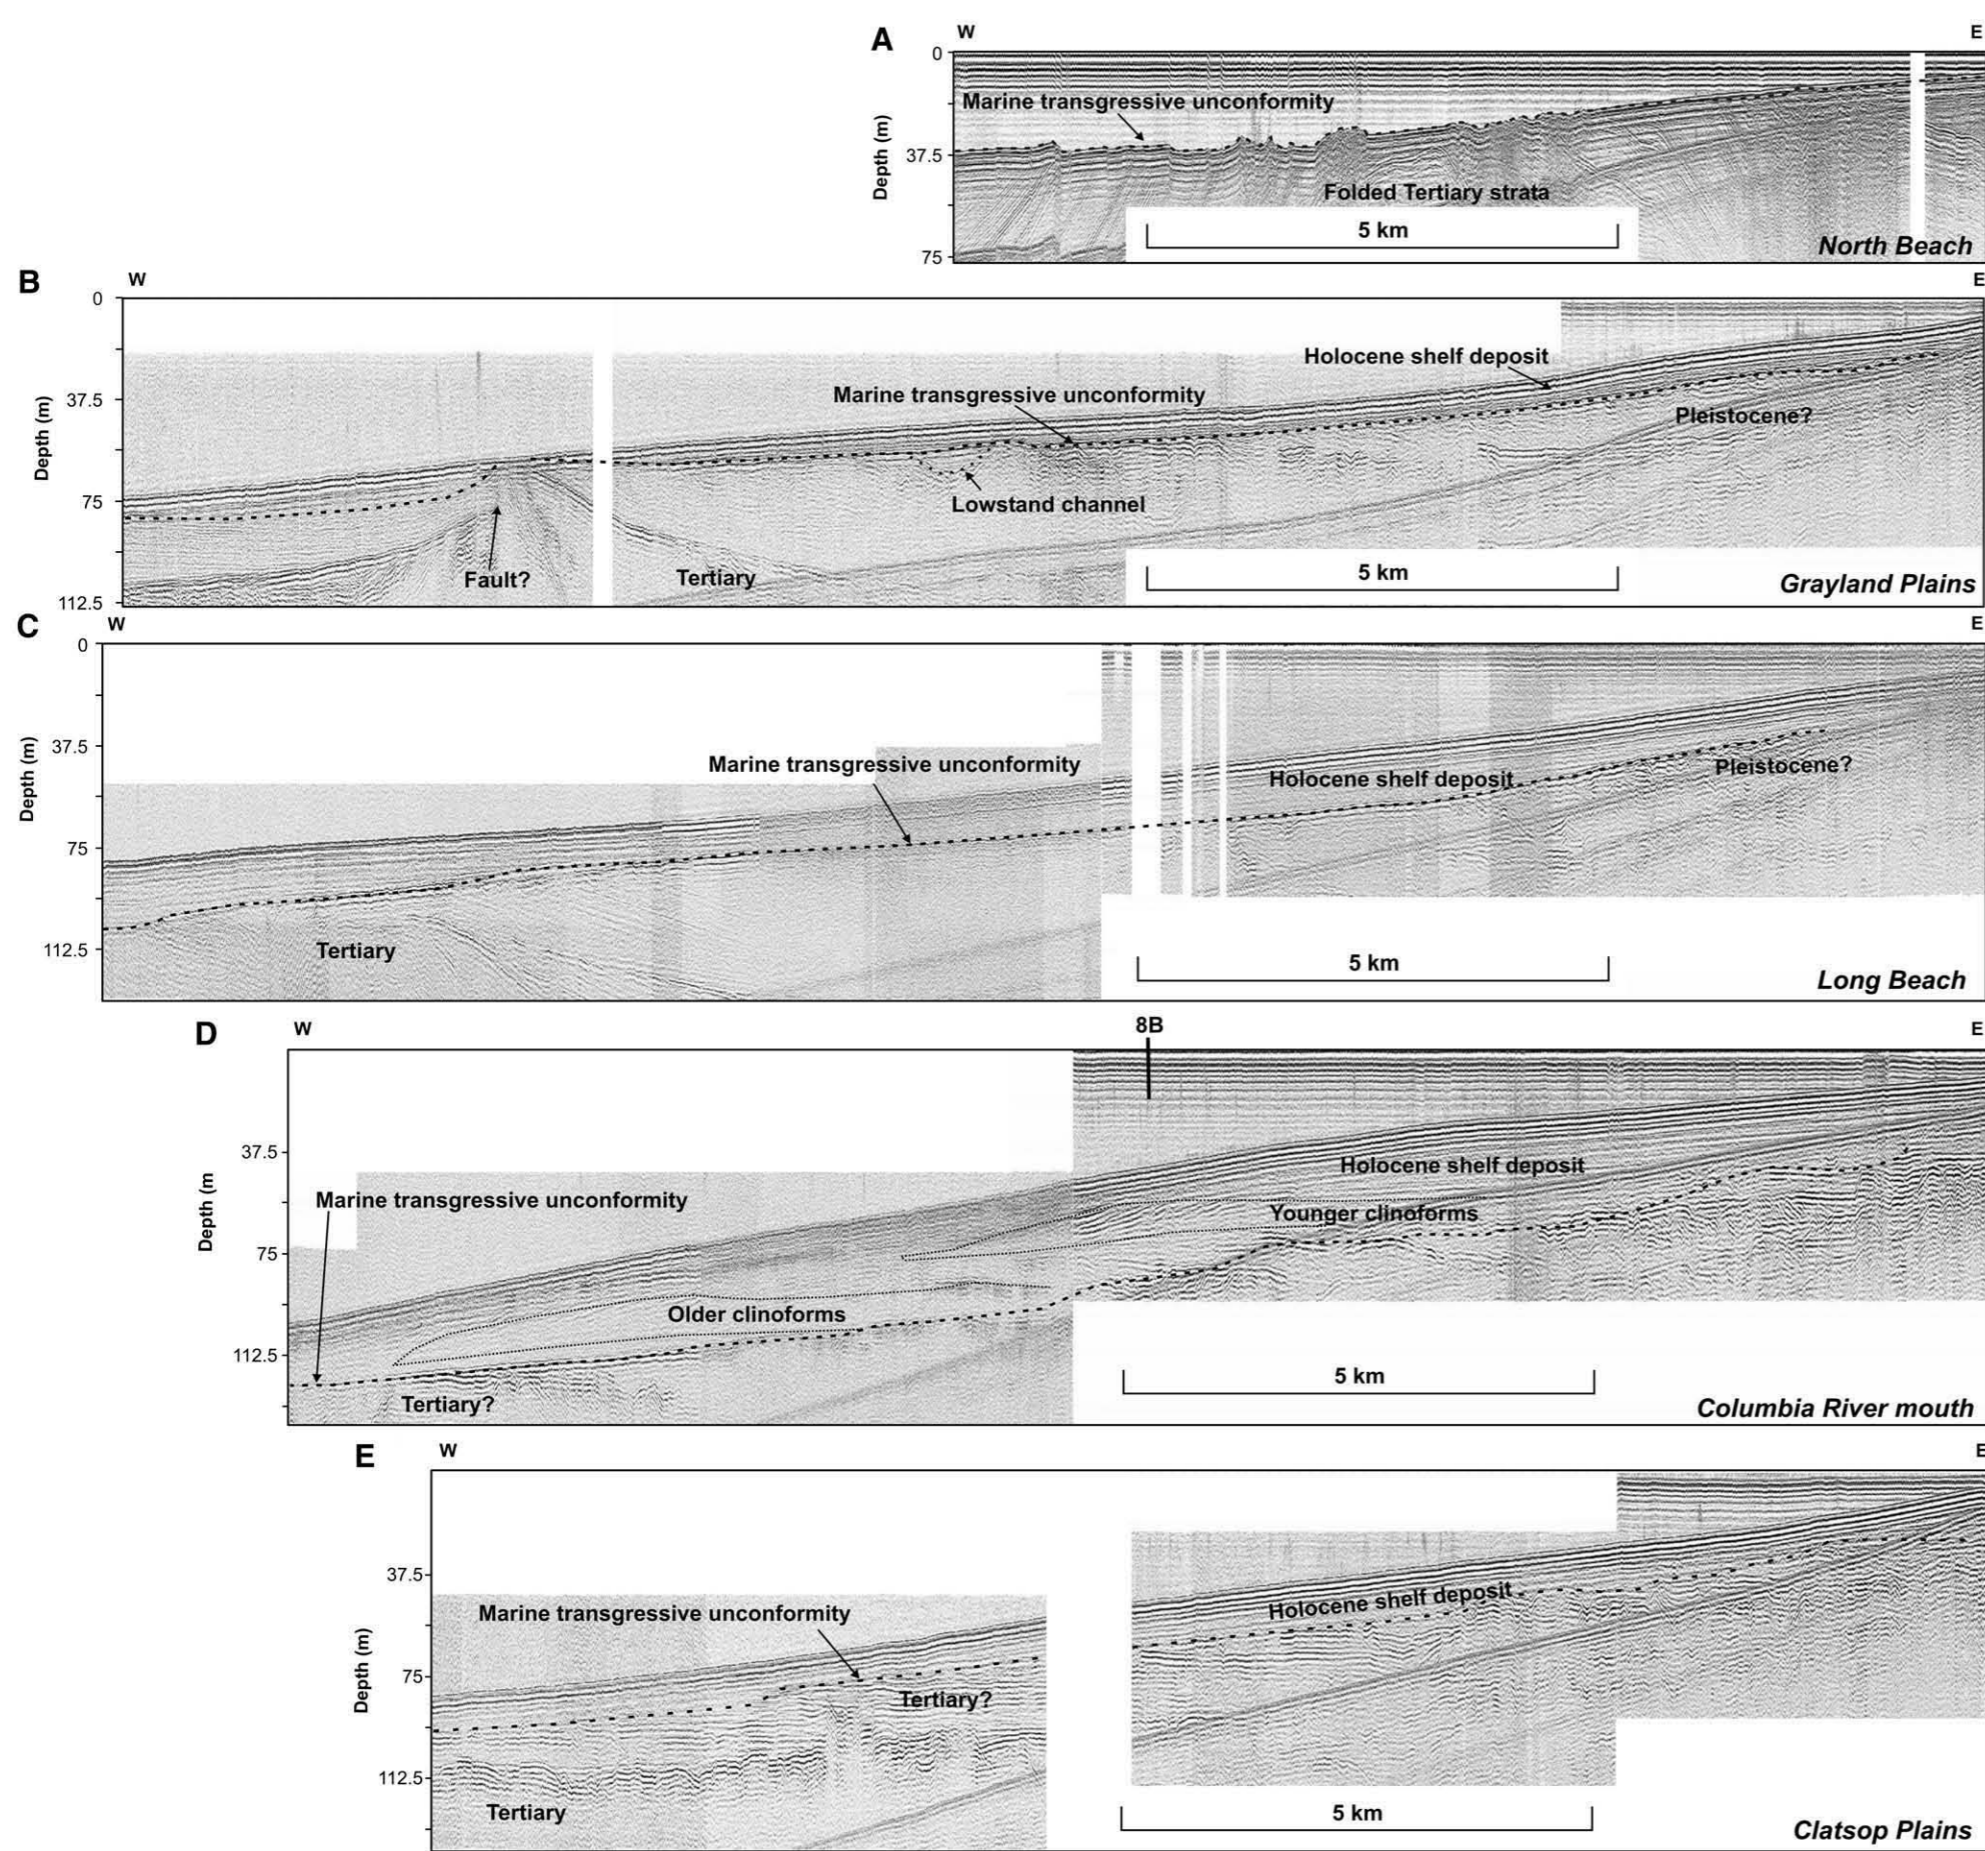 A
W
E
0
Marine transgressive unconformity
37.5
Depth (m)
Folded Tertiary strata
5 km
75
North Beach
B
W
E
0
Holocene shelf deposit
Marine transgressive unconformity
37.5
Pleistocene?
Depth (m)
75
Lowstand channel
Fault?
Tertiary
5 km
112.5
Grayland Plains
C
W
E
0
37.5
Marine transgressive unconformity
Holocene shelf deposit
Pleistocene?
Depth (m)
75
112.5
Tertiary
5 km
Long Beach
D
W
8B
E
37.5
Holocene shelf deposit
Marine transgressive unconformity
Younger clinoforms
Depth (m
75
Older clinoforms
112.5
5 km
Tertiary?
Columbia River mouth
E
W
E
37.5
Holocene shelf deposit
Marine transgressive unconformity
Depth (m)
75
Tertiary?
112.5
Tertiary
5 km
Clatsop Plains